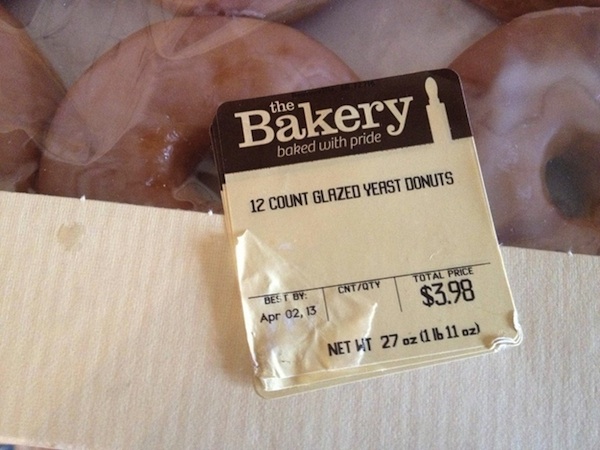 the
Bakery
baked with pride
12 COUNT GLAZED YEAST DONUTS
BEST BY: CNT/QTY TOTAL PRICE
Apr 02, 13 $3.98
NET WT 27 oz (1 lb 11 oz)